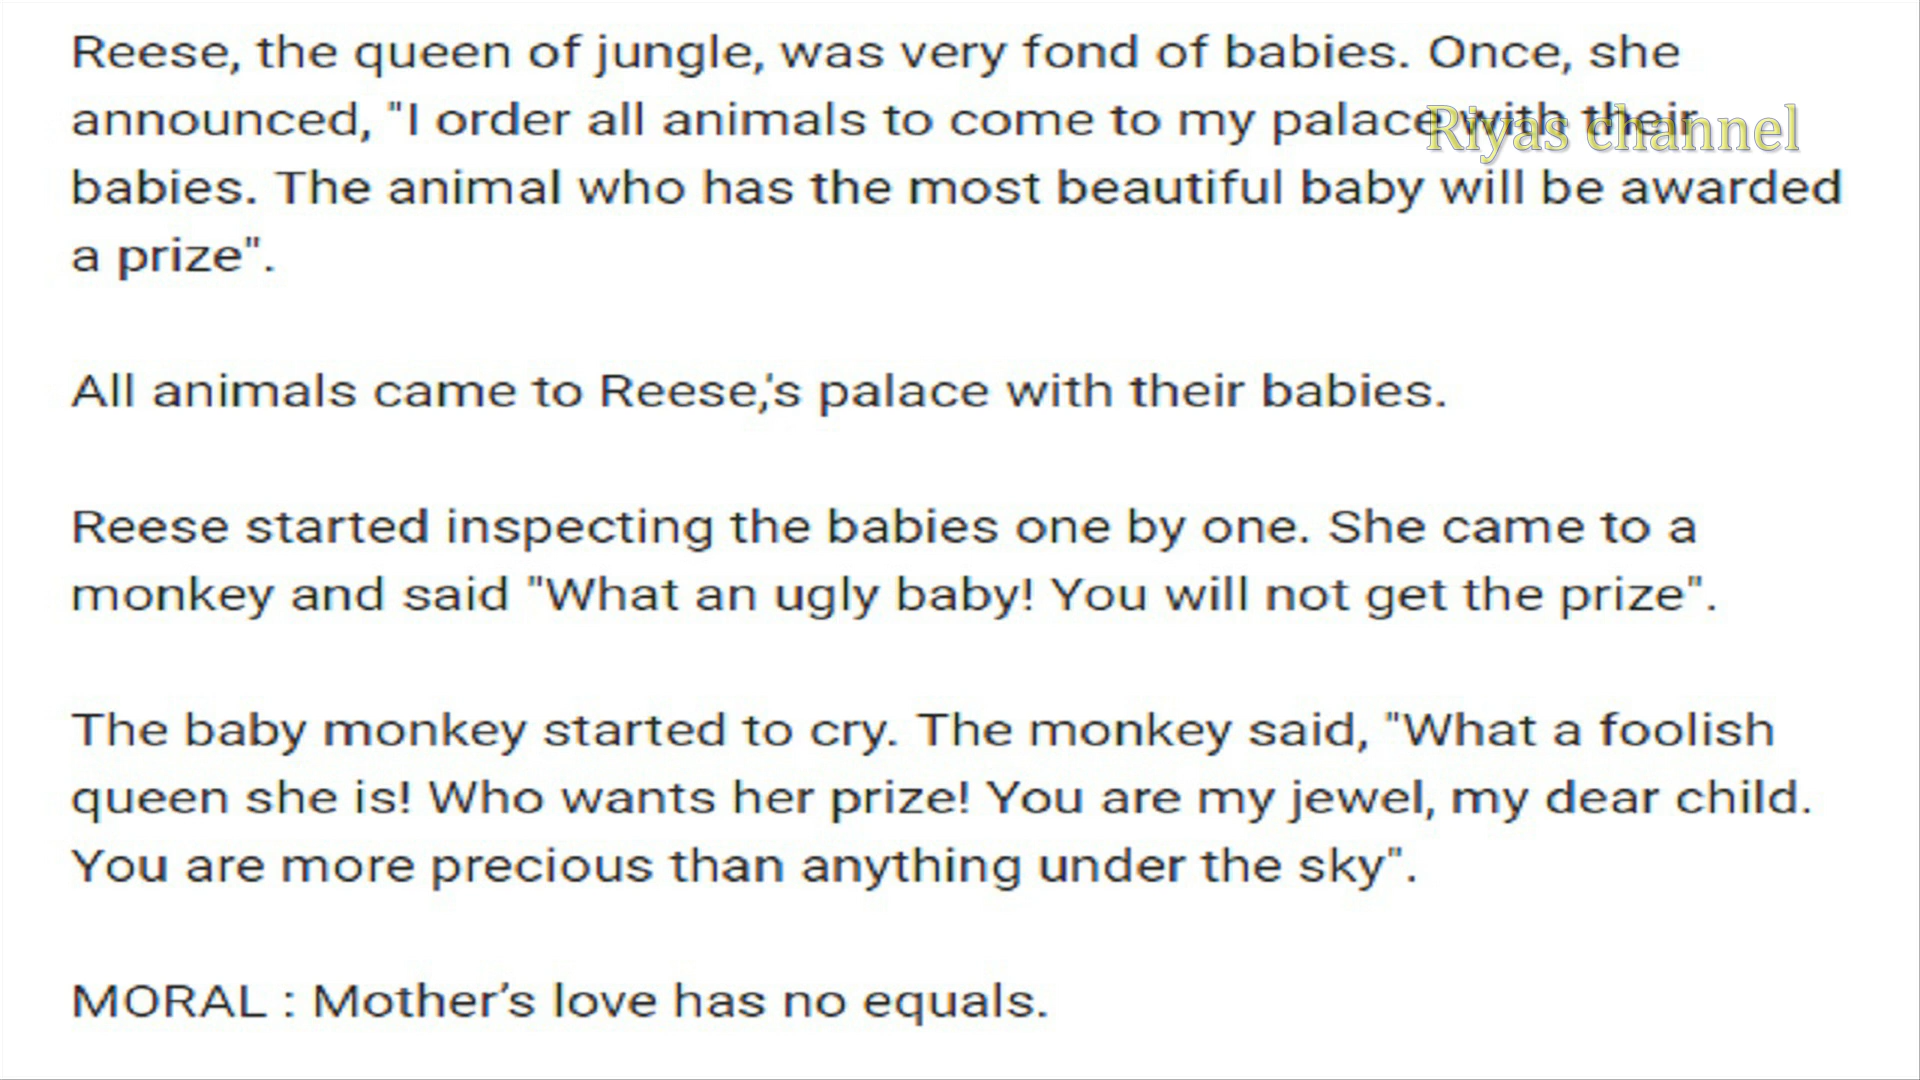 Reese, the queen of jungle, was very fond of babies. Once, she
announced, "I order all animals to come to my palace with their
Riyas channel
babies. The animal who has the most beautiful baby will be awarded
a prize".
All animals came to Reese,'s palace with their babies.
Reese started inspecting the babies one by one. She came to a
monkey and said "What an ugly baby! You will not get the prize".
The baby monkey started to cry. The monkey said, "What a foolish
queen she is! Who wants her prize! You are my jewel, my dear child.
You are more precious than anything under the sky".
MORAL : Mother's love has no equals.